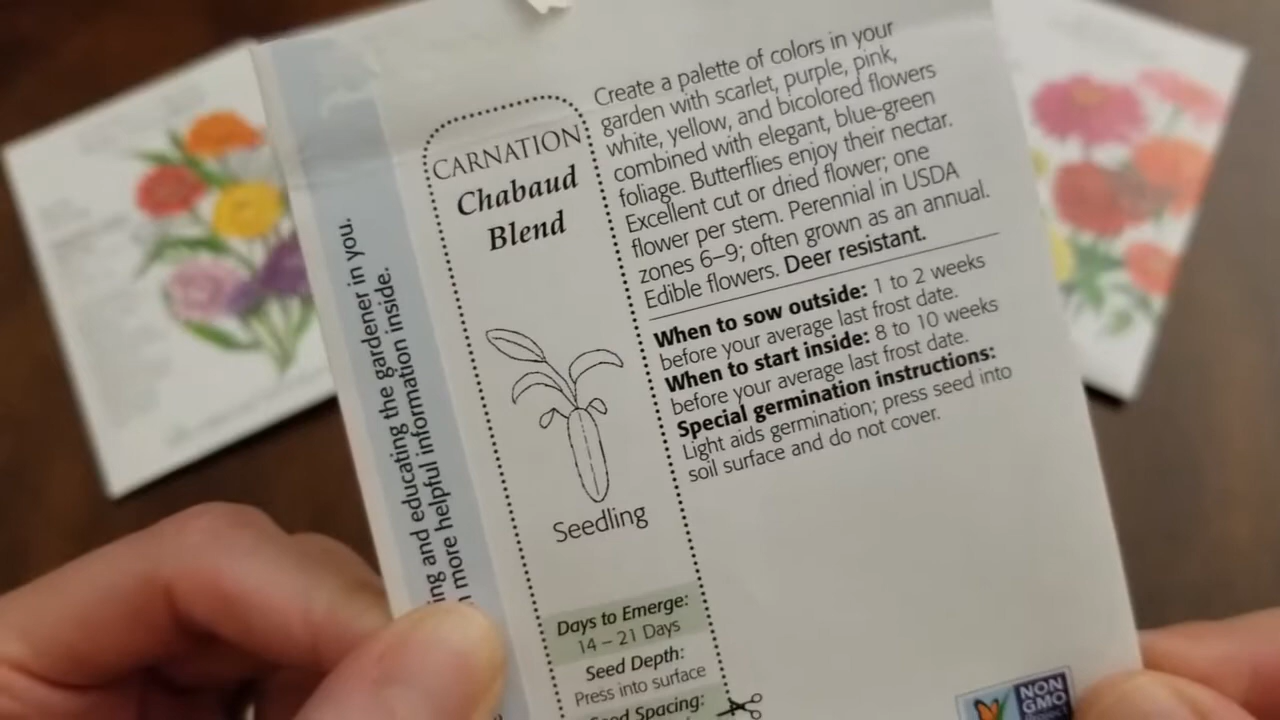 CARNATION
Chabaud
Blend
Seedling
Days to Emerge:
14 – 21 Days
Seed Depth:
Press into surface
Seed Spacing:
Create a palette of colors in your
garden with scarlet, purple, pink,
white, yellow, and bicolored flowers
combined with elegant, blue-green
foliage. Butterflies enjoy their nectar.
Excellent cut or dried flower; one
flower per stem. Perennial in USDA
zones 6–9; often grown as an annual.
Edible flowers. Deer resistant.
When to sow outside: 1 to 2 weeks
before your average last frost date.
When to start inside: 8 to 10 weeks
before your average last frost date.
Special germination instructions:
Light aids germination; press seed into
soil surface and do not cover.
ing and educating the gardener in you.
more helpful information inside.
NON
GMO